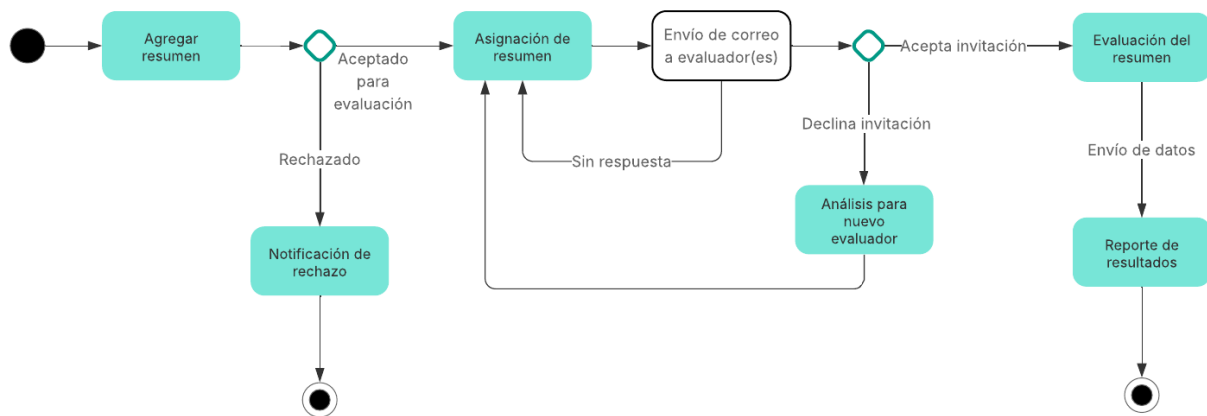 Agregar
resumen
Aceptado
para
evaluación
Asignación de
resumen
Envío de correo
a evaluador(es)
Acepta invitación
Evaluación del
resumen
Rechazado
Sin respuesta
Declina invitación
Envío de datos
Notificación de
rechazo
Análisis para
nuevo
evaluador
Reporte de
resultados